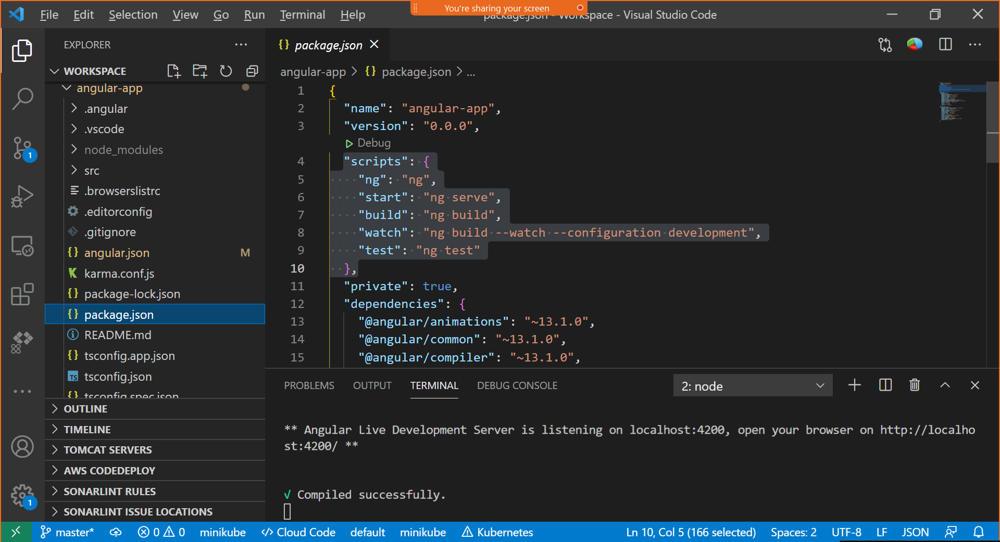 You're sharing your screen
File Edit Selection View Go Run Terminal Help
package.json - Workspace - Visual Studio Code
EXPLORER
WORKSPACE
angular-app
.angular
.vscode
node_modules
src
.browserslistrc
.editorconfig
.gitignore
angular.json M
karma.conf.js
package-lock.json
package.json
README.md
tsconfig.app.json
TS tsconfig.json
tsconfig.spec.json
OUTLINE
TIMELINE
TOMCAT SERVERS
AWS CODEDEPLOY
SONARLINT RULES
SONARLINT ISSUE LOCATIONS
1
1
{} package.json
angular-app > {} package.json > ...
1 {
2 "name": "angular-app",
3 "version": "0.0.0",
Debug
4 "scripts": {
5 "ng": "ng",
6 "start": "ng serve",
7 "build": "ng build",
8 "watch": "ng build --watch --configuration development",
9 "test": "ng test"
10 },
11 "private": true,
12 "dependencies": {
13 "@angular/animations": "~13.1.0",
14 "@angular/common": "~13.1.0",
15 "@angular/compiler": "~13.1.0",
PROBLEMS OUTPUT TERMINAL DEBUG CONSOLE 2: node
** Angular Live Development Server is listening on localhost:4200, open your browser on http://localho
st:4200/ **
√ Compiled successfully.
master* 0 0 minikube Cloud Code default minikube Kubernetes Ln 10, Col 5 (166 selected) Spaces: 2 UTF-8 LF JSON